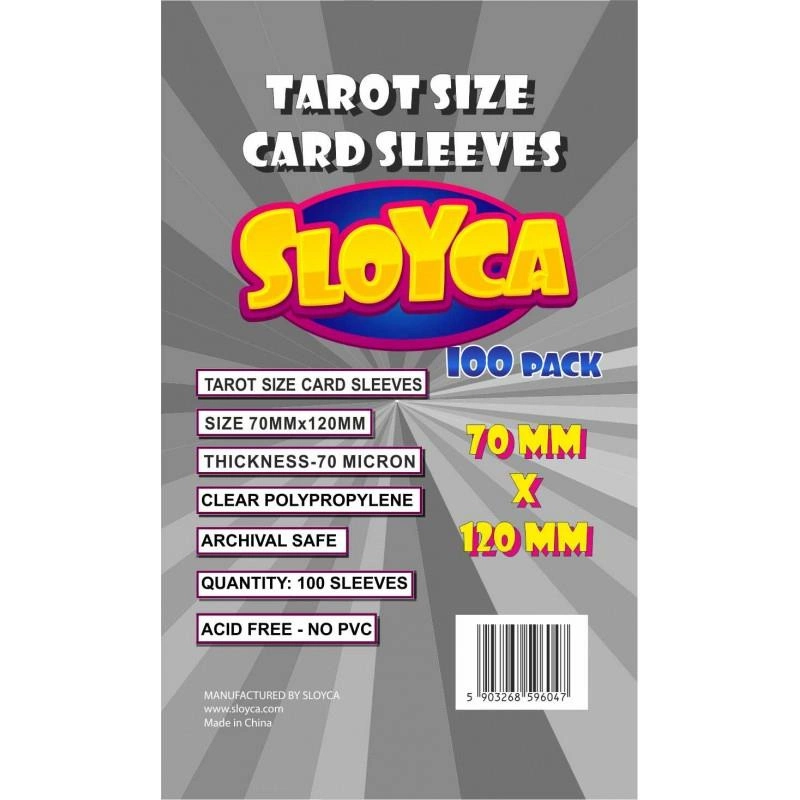 TAROT SIZE
CARD SLEEVES
SLOYCA
100 PACK
TAROT SIZE CARD SLEEVES
SIZE 70MMx120MM
THICKNESS-70 MICRON
CLEAR POLYPROPYLENE
ARCHIVAL SAFE
QUANTITY: 100 SLEEVES
ACID FREE - NO PVC
70 MM
X
120 MM
MANUFACTURED BY SLOYCA
www.sloyca.com
Made in China
5 903268 596047